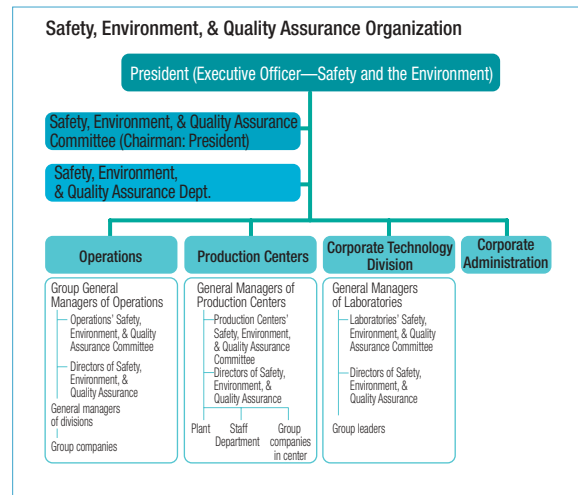 Safety, Environment, & Quality Assurance Organization
President (Executive Officer—Safety and the Environment)
Safety, Environment, & Quality Assurance
Committee (Chairman: President)
Safety, Environment,
& Quality Assurance Dept.
Operations
Group General
Managers of Operations
Operations' Safety,
Environment, & Quality
Assurance Committee
Directors of Safety,
Environment, &
Quality Assurance
General managers
of divisions
Group companies
Production Centers
General Managers of
Production Centers
Production Centers'
Safety, Environment,
& Quality Assurance
Committee
Directors of Safety,
Environment, &
Quality Assurance
Plant
Staff
Department
Group
companies
in center
Corporate Technology
Division
General Managers
of Laboratories
Laboratories' Safety,
Environment, & Quality
Assurance Committee
Directors of Safety,
Environment, &
Quality Assurance
Group leaders
Corporate
Administration